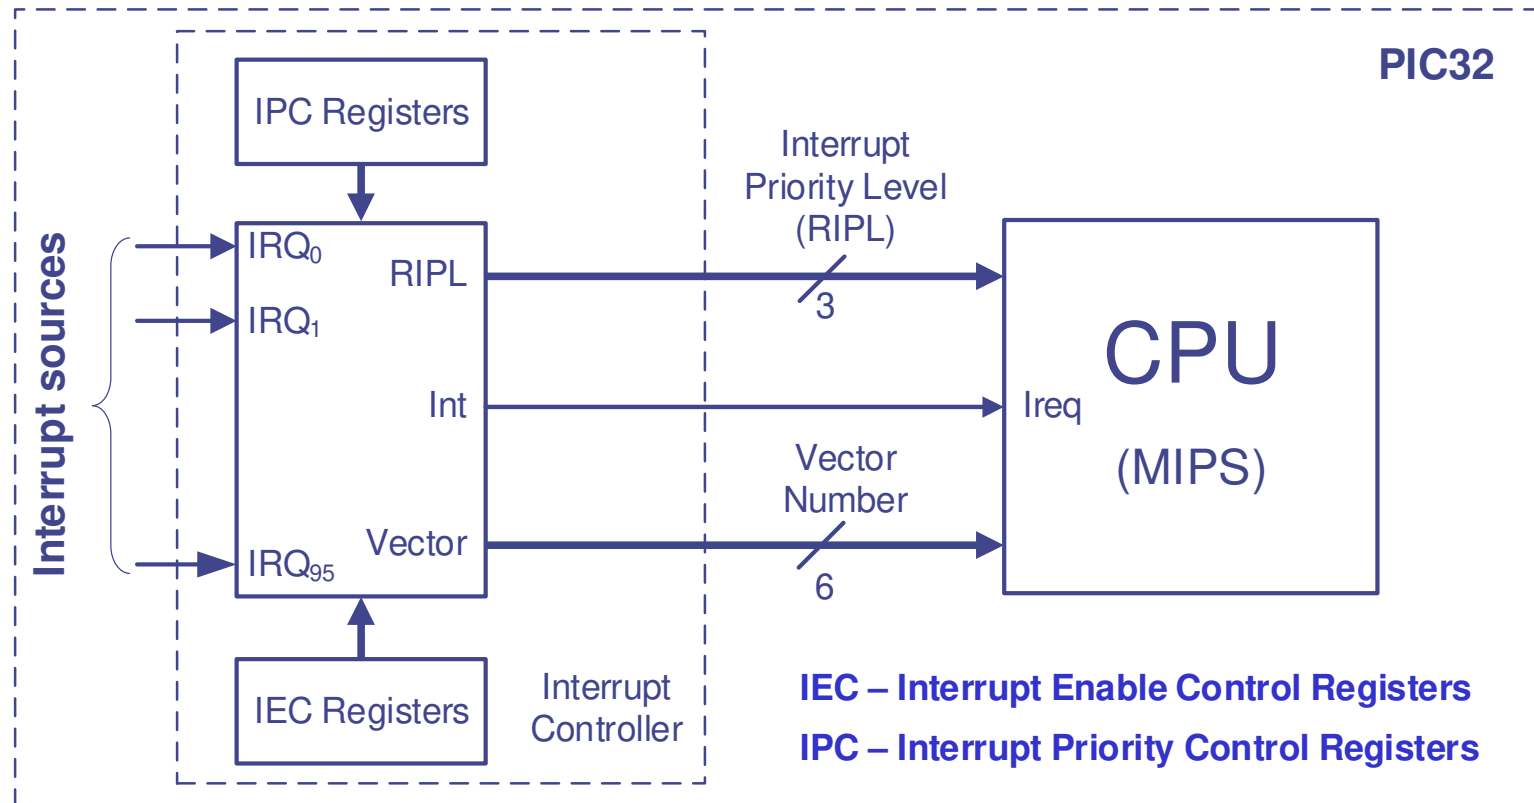 PIC32
IPC Registers
Interrupt
Priority Level
(RIPL)
3
Interrupt sources
IRQ0
IRQ1
IRQ95
RIPL
Int
Vector
Ireq
CPU
(MIPS)
Vector
Number
6
IEC Registers
Interrupt
Controller
IEC – Interrupt Enable Control Registers
IPC – Interrupt Priority Control Registers